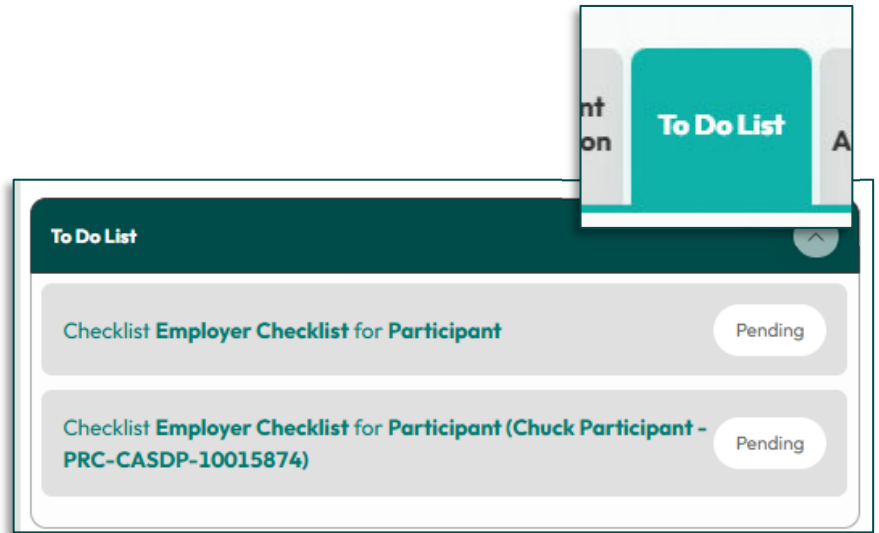 nt
on
To Do List
A
To Do List
Checklist Employer Checklist for Participant
Pending
Checklist Employer Checklist for Participant (Chuck Participant -
PRC-CASDP-10015874)
Pending